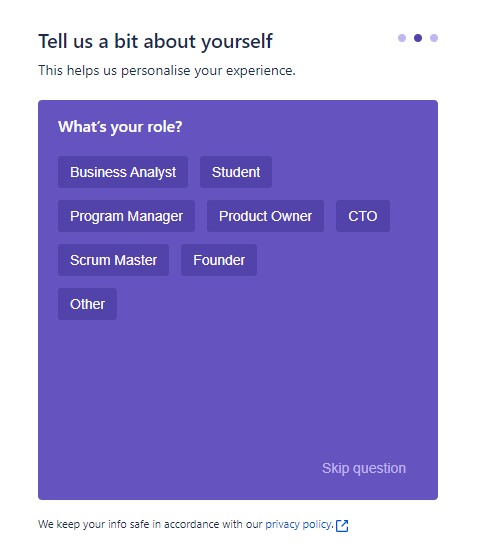 Tell us a bit about yourself
This helps us personalise your experience.
What's your role?
Business Analyst Student
Program Manager Product Owner CTO
Scrum Master Founder
Other
Skip question
We keep your info safe in accordance with our privacy policy.